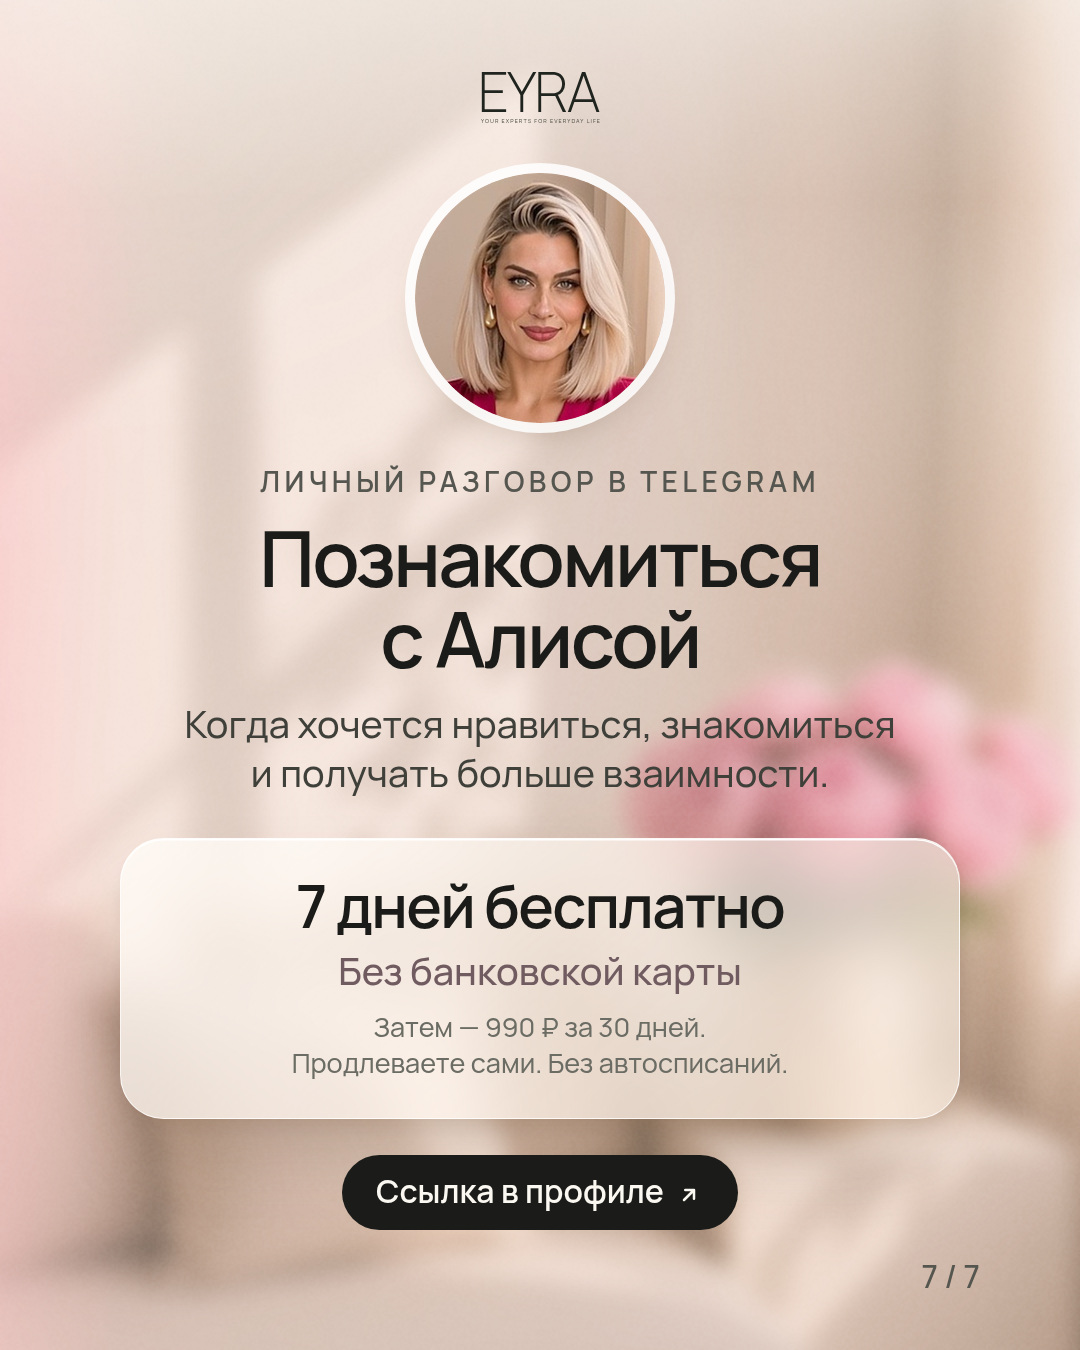 EYRA
YOUR EXPERTS FOR EVERYDAY LIFE
ЛИЧНЫЙ РАЗГОВОР В TELEGRAM
Познакомиться
с Алисой
Когда хочется нравиться, знакомиться
и получать больше взаимности.
7 дней бесплатно
Без банковской карты
Затем — 990 ₽ за 30 дней.
Продлеваете сами. Без автосписаний.
Ссылка в профиле ↗
7 / 7